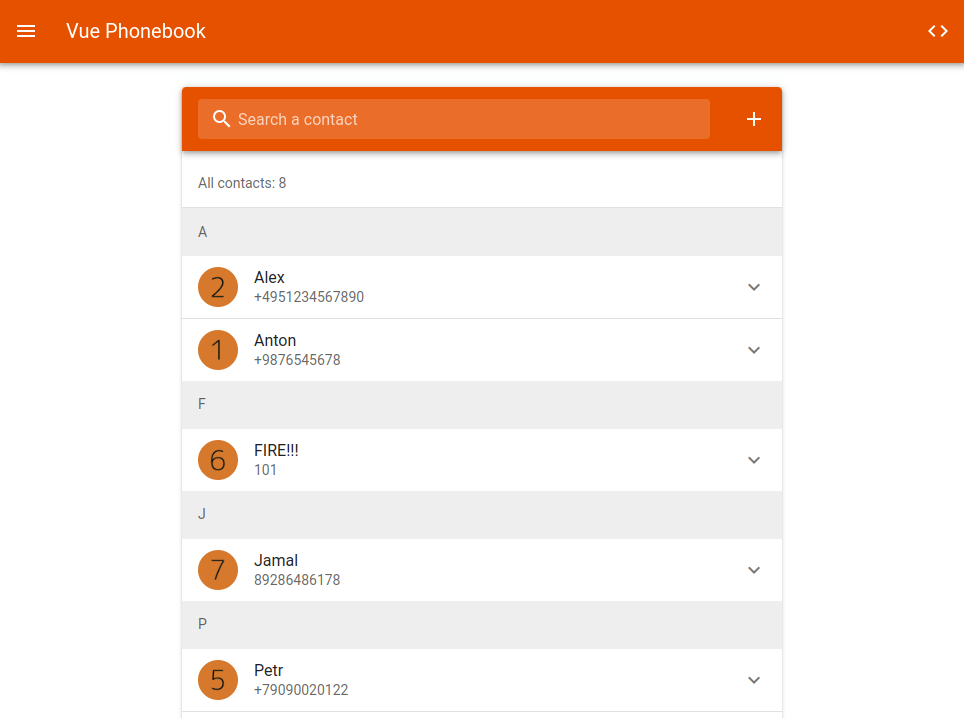 Vue Phonebook
Search a contact
All contacts: 8
A
2
Alex
+4951234567890
1
Anton
+9876545678
F
6
FIRE!!!
101
J
7
Jamal
89286486178
P
5
Petr
+79090020122